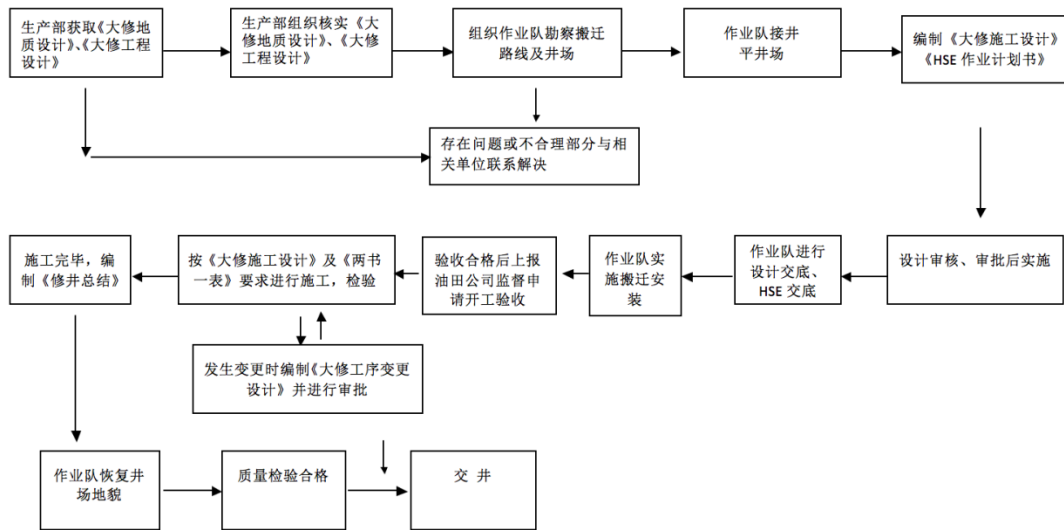 生产部获取《大修地
质设计》、《大修工程
设计》
生产部组织核实《大
修地质设计》、《大修
工程设计》
组织作业队勘察搬迁
路线及井场
作业队接井
平井场
编制《大修施工设计》
《HSE 作业计划书》
存在问题或不合理部分与相
关单位联系解决
施工完毕，编
制《修井总结》
按《大修施工设计》及《两书
一表》要求进行施工，检验
验收合格后上报
油田公司监督申
请开工验收
作业队实
施搬迁安
装
作业队进行
设计交底、
HSE 交底
设计审核、审批后实施
发生变更时编制《大修工序变更
设计》并进行审批
作业队恢复井
场地貌
质量检验合格
交 井